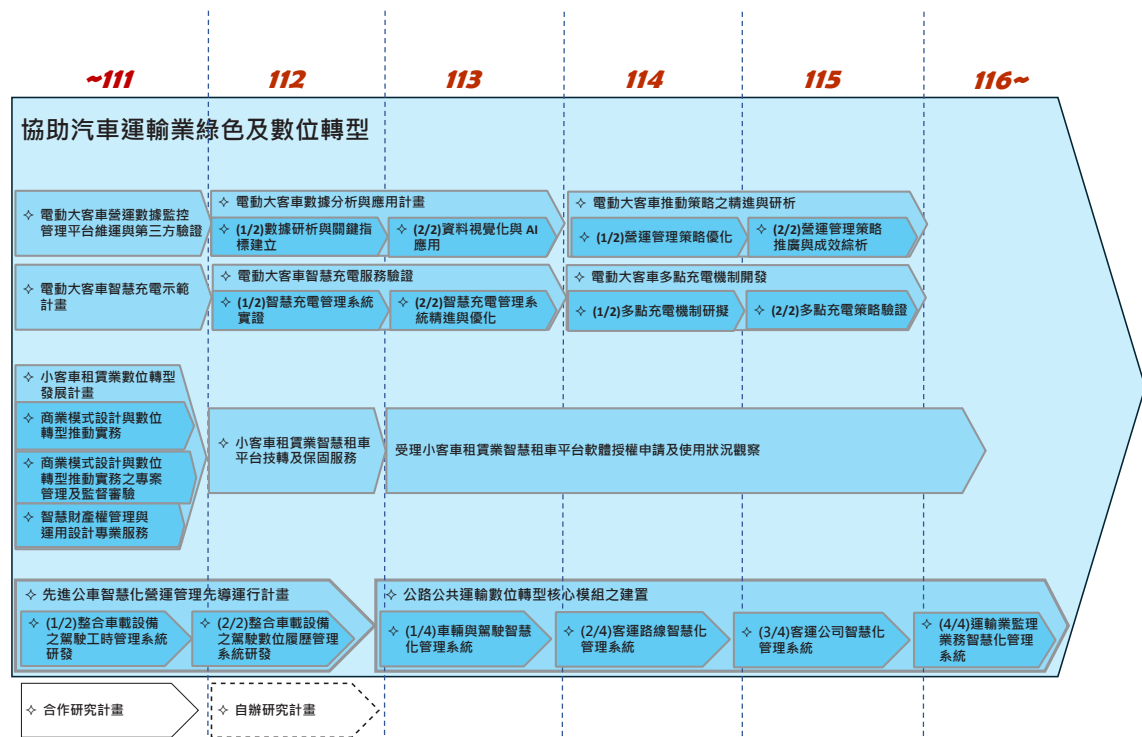 ~111 112 113 114 115 116~
協助汽車運輸業綠色及數位轉型
✧ 電動大客車營運數據監控
管理平台維運與第三方驗證
✧ 電動大客車數據分析與應用計畫
✧ (1/2)數據研析與關鍵指
標建立
✧ (2/2)資料視覺化與 AI
應用
✧ 電動大客車推動策略之精進與研析
✧ (1/2)營運管理策略優化
✧ (2/2)營運管理策略
推廣與成效綜析
✧ 電動大客車智慧充電示範
計畫
✧ 電動大客車智慧充電服務驗證
✧ (1/2)智慧充電管理系統
實證
✧ (2/2)智慧充電管理系
統精進與優化
✧ 電動大客車多點充電機制開發
✧ (1/2)多點充電機制研擬
✧ (2/2)多點充電策略驗證
✧ 小客車租賃業數位轉型
發展計畫
✧ 商業模式設計與數位
轉型推動實務
✧ 商業模式設計與數位
轉型推動實務之專案
管理及監督審驗
✧ 智慧財產權管理與
運用設計專業服務
✧ 小客車租賃業智慧租車
平台技轉及保固服務
受理小客車租賃業智慧租車平台軟體授權申請及使用狀況觀察
✧ 先進公車智慧化營運管理先導運行計畫
✧ (1/2)整合車載設備
之駕駛工時管理系統
研發
✧ (2/2)整合車載設備
之駕駛數位履歷管理
系統研發
✧ 公路公共運輸數位轉型核心模組之建置
✧ (1/4)車輛與駕駛智慧
化管理系統
✧ (2/4)客運路線智慧化
管理系統
✧ (3/4)客運公司智慧化
管理系統
✧ (4/4)運輸業監理
業務智慧化管理
系統
✧ 合作研究計畫
✧ 自辦研究計畫